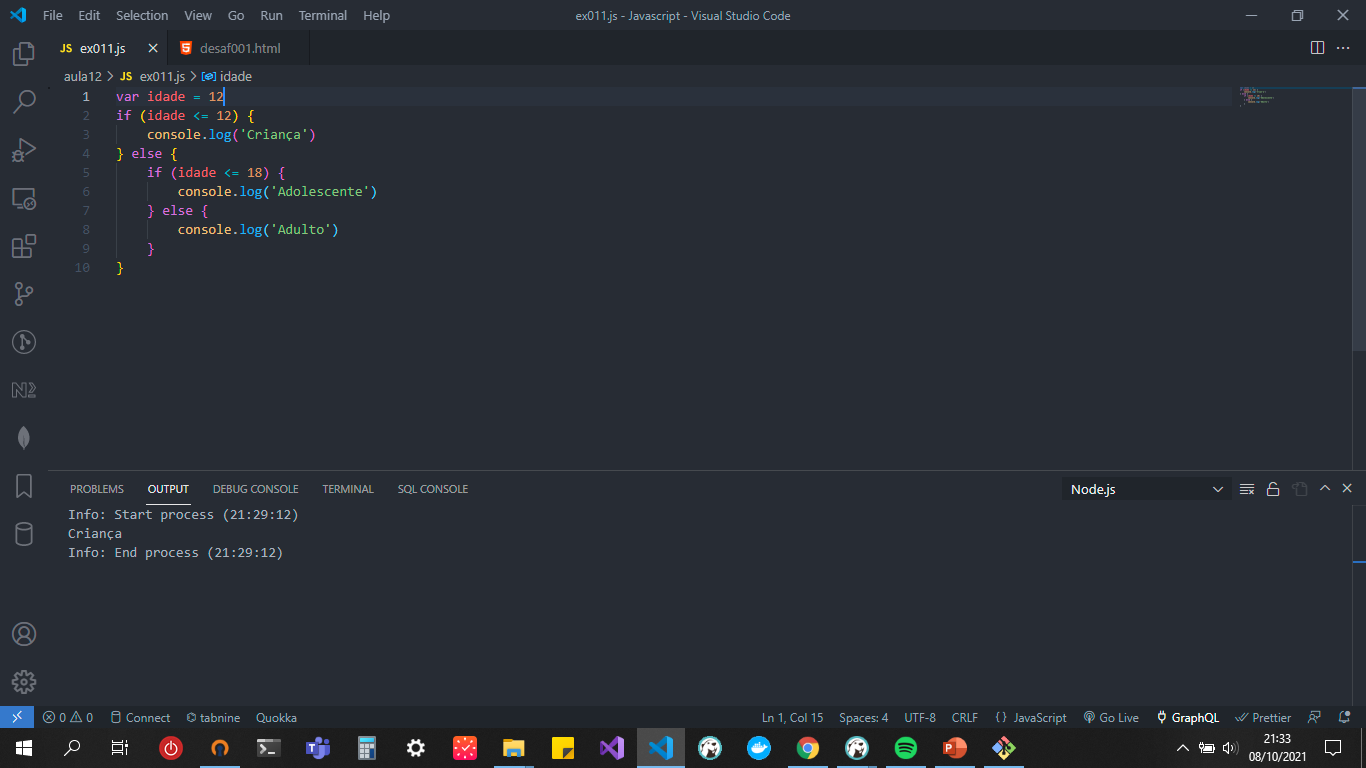 File Edit Selection View Go Run Terminal Help ex011.js - Javascript - Visual Studio Code
JS ex011.js desaf001.html
aula12 > JS ex011.js > idade
1 var idade = 12
2 if (idade <= 12) {
3 console.log('Criança')
4 } else {
5 if (idade <= 18) {
6 console.log('Adolescente')
7 } else {
8 console.log('Adulto')
9 }
10 }
PROBLEMS OUTPUT DEBUG CONSOLE TERMINAL SQL CONSOLE Node.js
Info: Start process (21:29:12)
Criança
Info: End process (21:29:12)
0 0 Connect tabnine Quokka Ln 1, Col 15 Spaces: 4 UTF-8 CRLF {} JavaScript Go Live GraphQL Prettier
21:33
08/10/2021